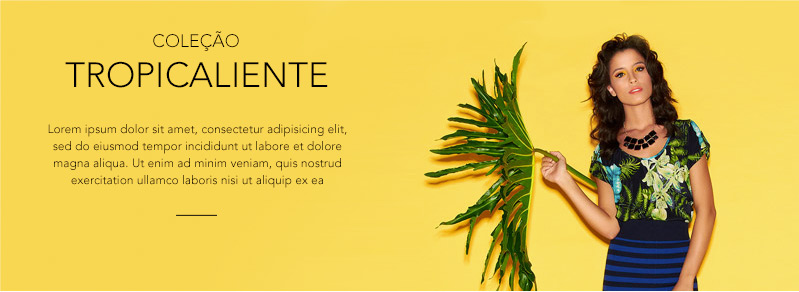 COLEÇÃO
TROPICALIENTE
Lorem ipsum dolor sit amet, consectetur adipisicing elit,
sed do eiusmod tempor incididunt ut labore et dolore
magna aliqua. Ut enim ad minim veniam, quis nostrud
exercitation ullamco laboris nisi ut aliquip ex ea